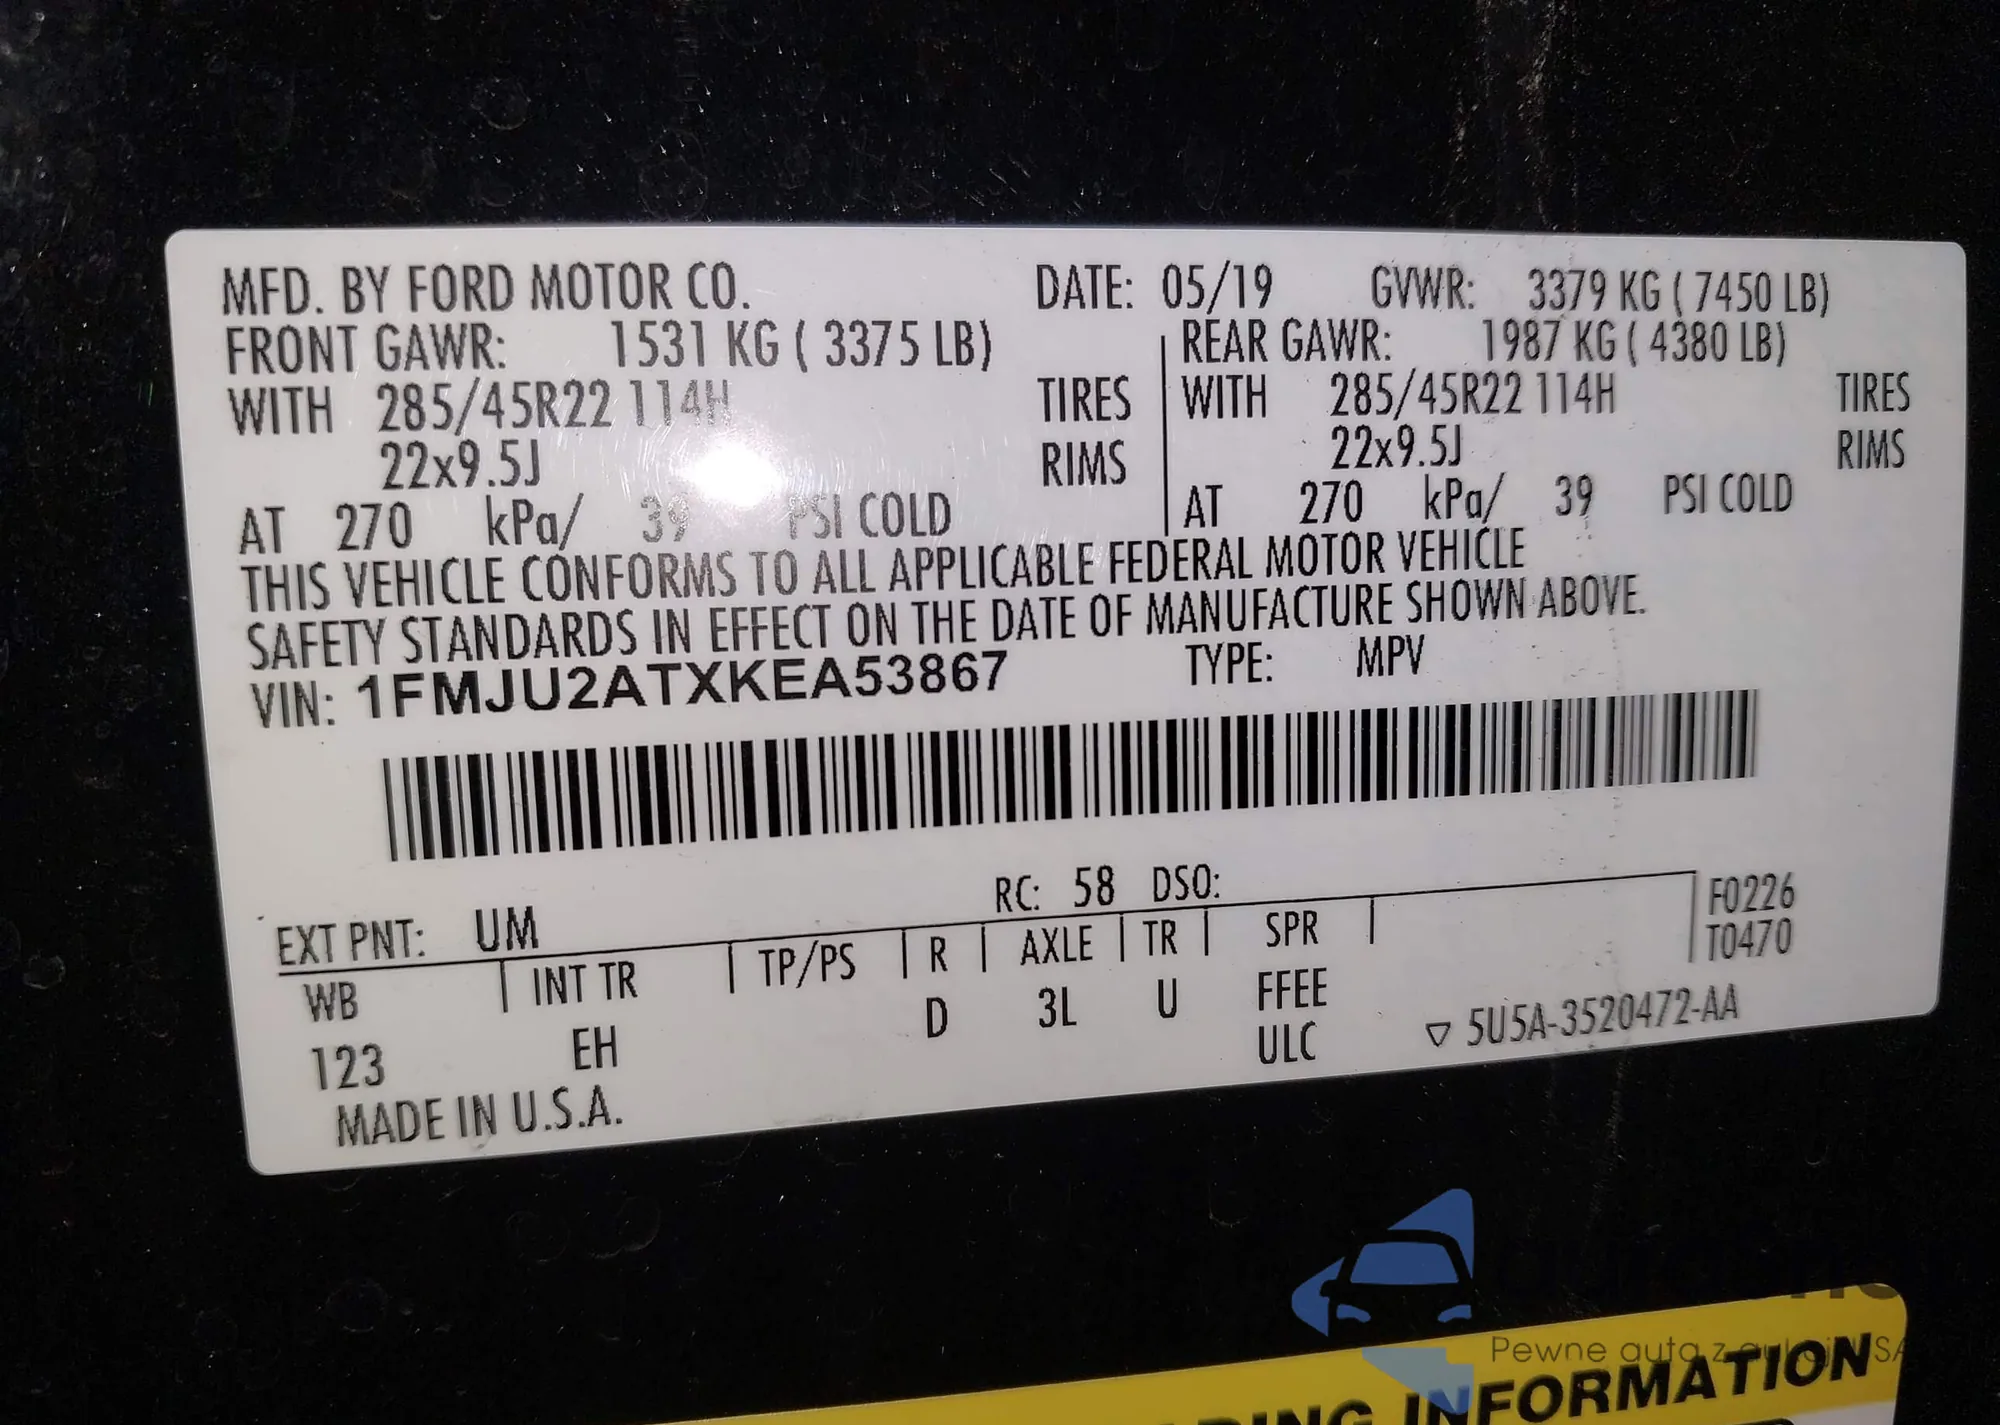 MFD. BY FORD MOTOR CO. DATE: 05/19 GVWR: 3379 KG ( 7450 LB)
FRONT GAWR: 1531 KG ( 3375 LB) REAR GAWR: 1987 KG ( 4380 LB)
WITH 285/45R22 114H TIRES WITH 285/45R22 114H TIRES
22x9.5J RIMS 22x9.5J RIMS
AT 270 kPa/ 39 PSI COLD AT 270 kPa/ 39 PSI COLD
THIS VEHICLE CONFORMS TO ALL APPLICABLE FEDERAL MOTOR VEHICLE
SAFETY STANDARDS IN EFFECT ON THE DATE OF MANUFACTURE SHOWN ABOVE.
VIN: 1FMJU2ATXKEA53867 TYPE: MPV
EXT PNT: UM RC: 58 DSO: F0226
WB INT TR TP/PS R AXLE TR SPR T0470
123 EH D 3L U FFEE
ULC ▽ 5U5A-3520472-AA
MADE IN U.S.A.
Pewne auta z
INFORMATION